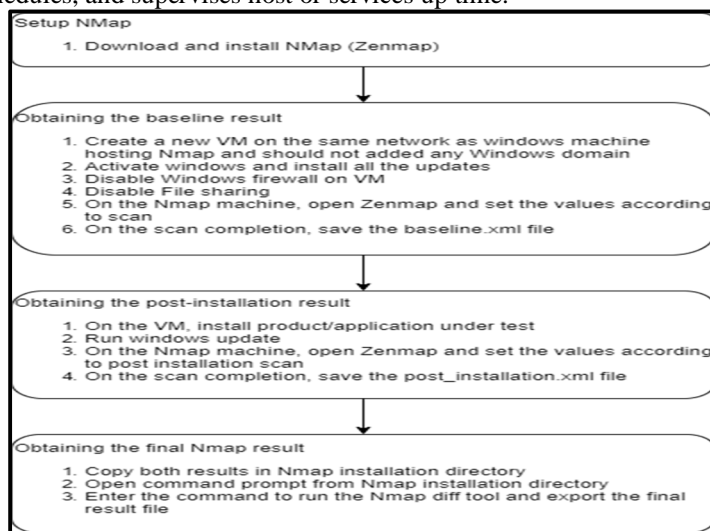 edules, and supervises host or services up time.
Setup NMap
1. Download and install NMap (Zenmap)
Obtaining the baseline result
1. Create a new VM on the same network as windows machine
hosting Nmap and should not added any Windows domain
2. Activate windows and install all the updates
3. Disable Windows firewall on VM
4. Disable File sharing
5. On the Nmap machine, open Zenmap and set the values according
to scan
6. On the scan completion, save the baseline.xml file
Obtaining the post-installation result
1. On the VM, install product/application under test
2. Run windows update
3. On the Nmap machine, open Zenmap and set the values according
to post installation scan
4. On the scan completion, save the post_installation.xml file
Obtaining the final Nmap result
1. Copy both results in Nmap installation directory
2. Open command prompt from Nmap installation directory
3. Enter the command to run the Nmap diff tool and export the final
result file